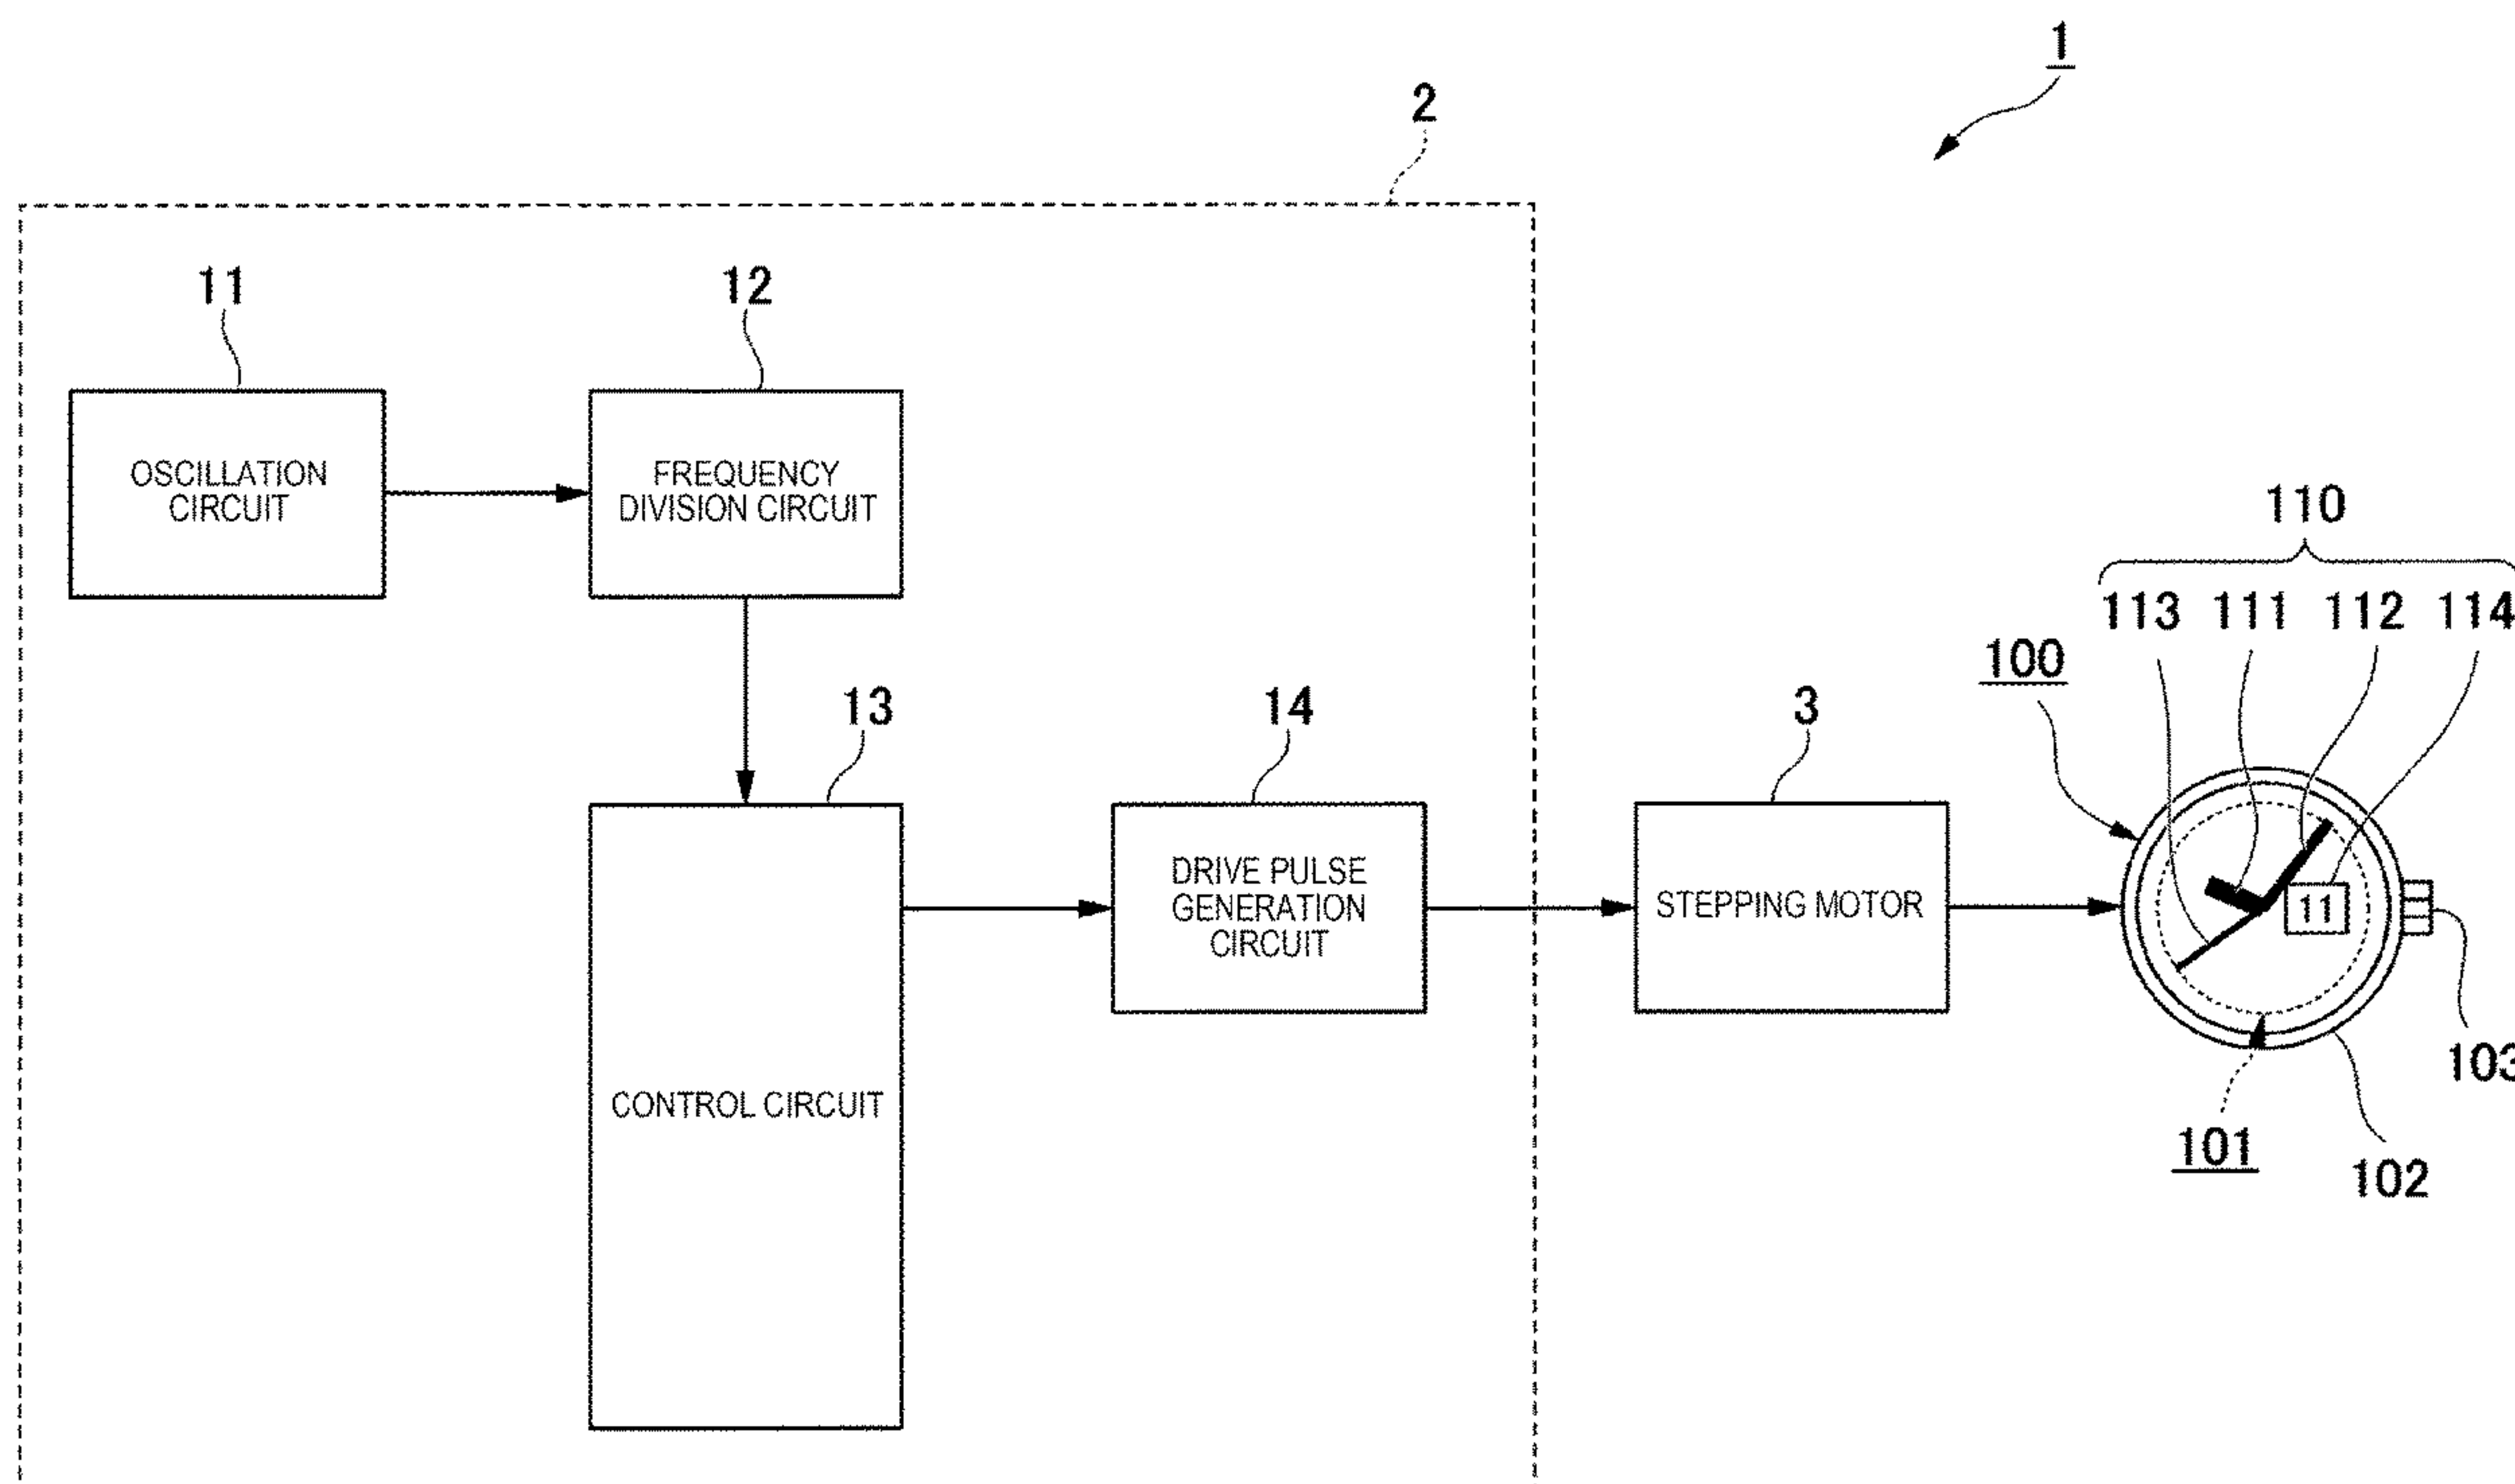 1
2
11
12
OSCILLATION
CIRCUIT
FREQUENCY
DIVISION CIRCUIT
110
113 111 112 114
100
13
14
3
DRIVE PULSE
GENERATION
CIRCUIT
STEPPING MOTOR
11
CONTROL CIRCUIT
103
101
102